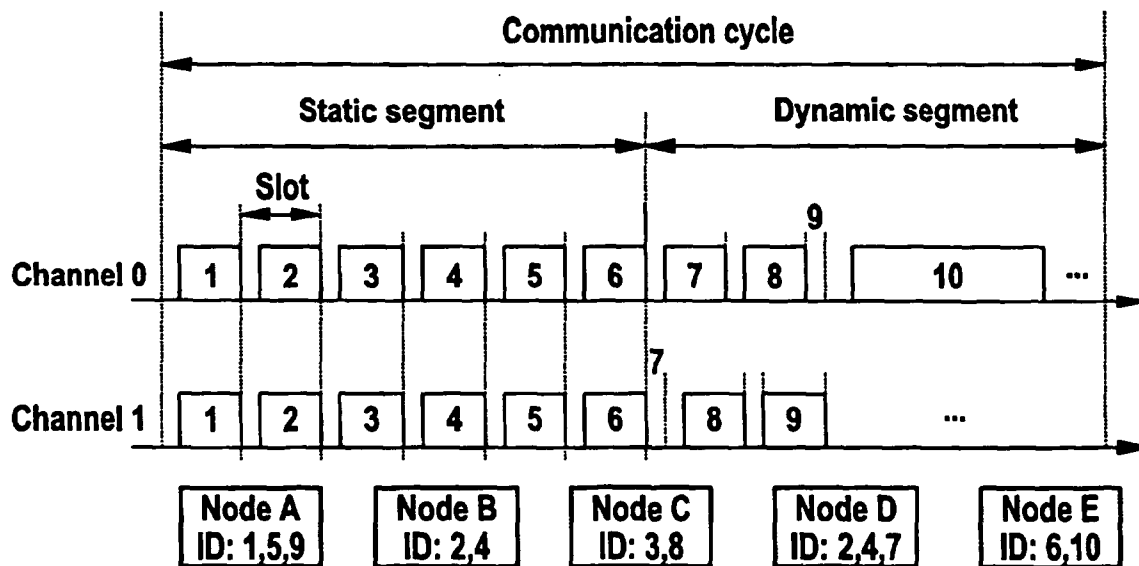 Communication cycle
Static segment
Dynamic segment
Slot
9
Channel 0
1
2
3
4
5
6
7
8
10
...
7
Channel 1
1
2
3
4
5
6
8
9
...
Node A
ID: 1,5,9
Node B
ID: 2,4
Node C
ID: 3,8
Node D
ID: 2,4,7
Node E
ID: 6,10